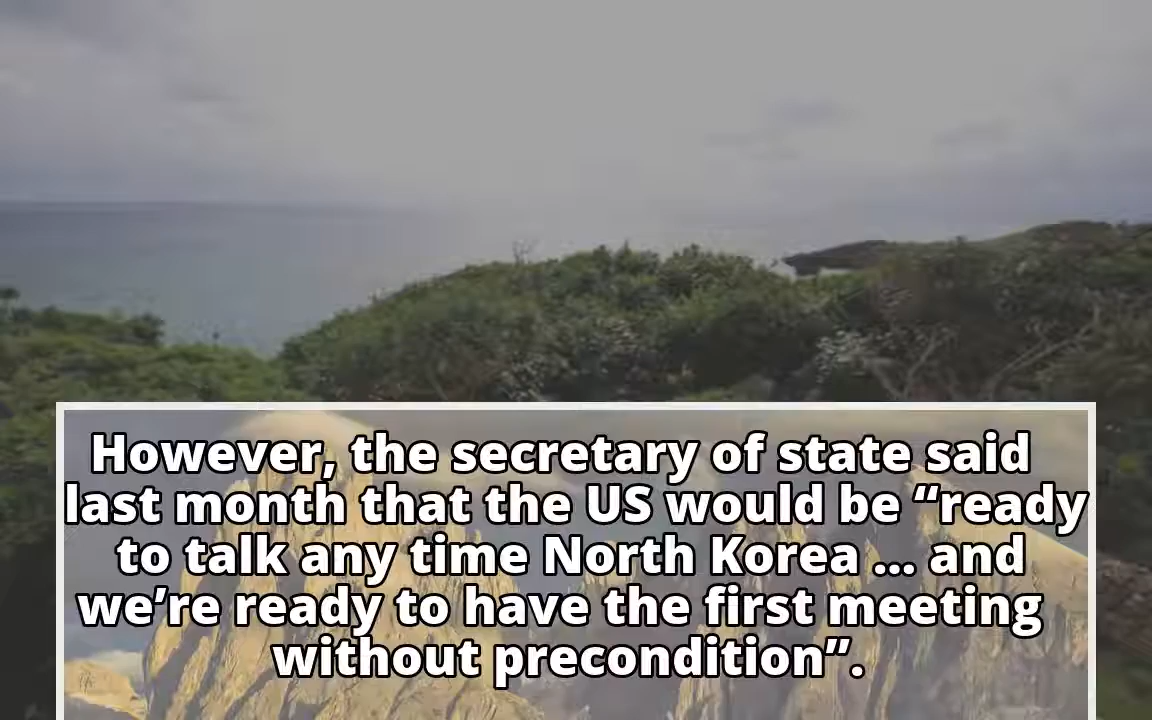 However, the secretary of state said
last month that the US would be “ready
to talk any time North Korea ... and
we’re ready to have the first meeting
without precondition”.